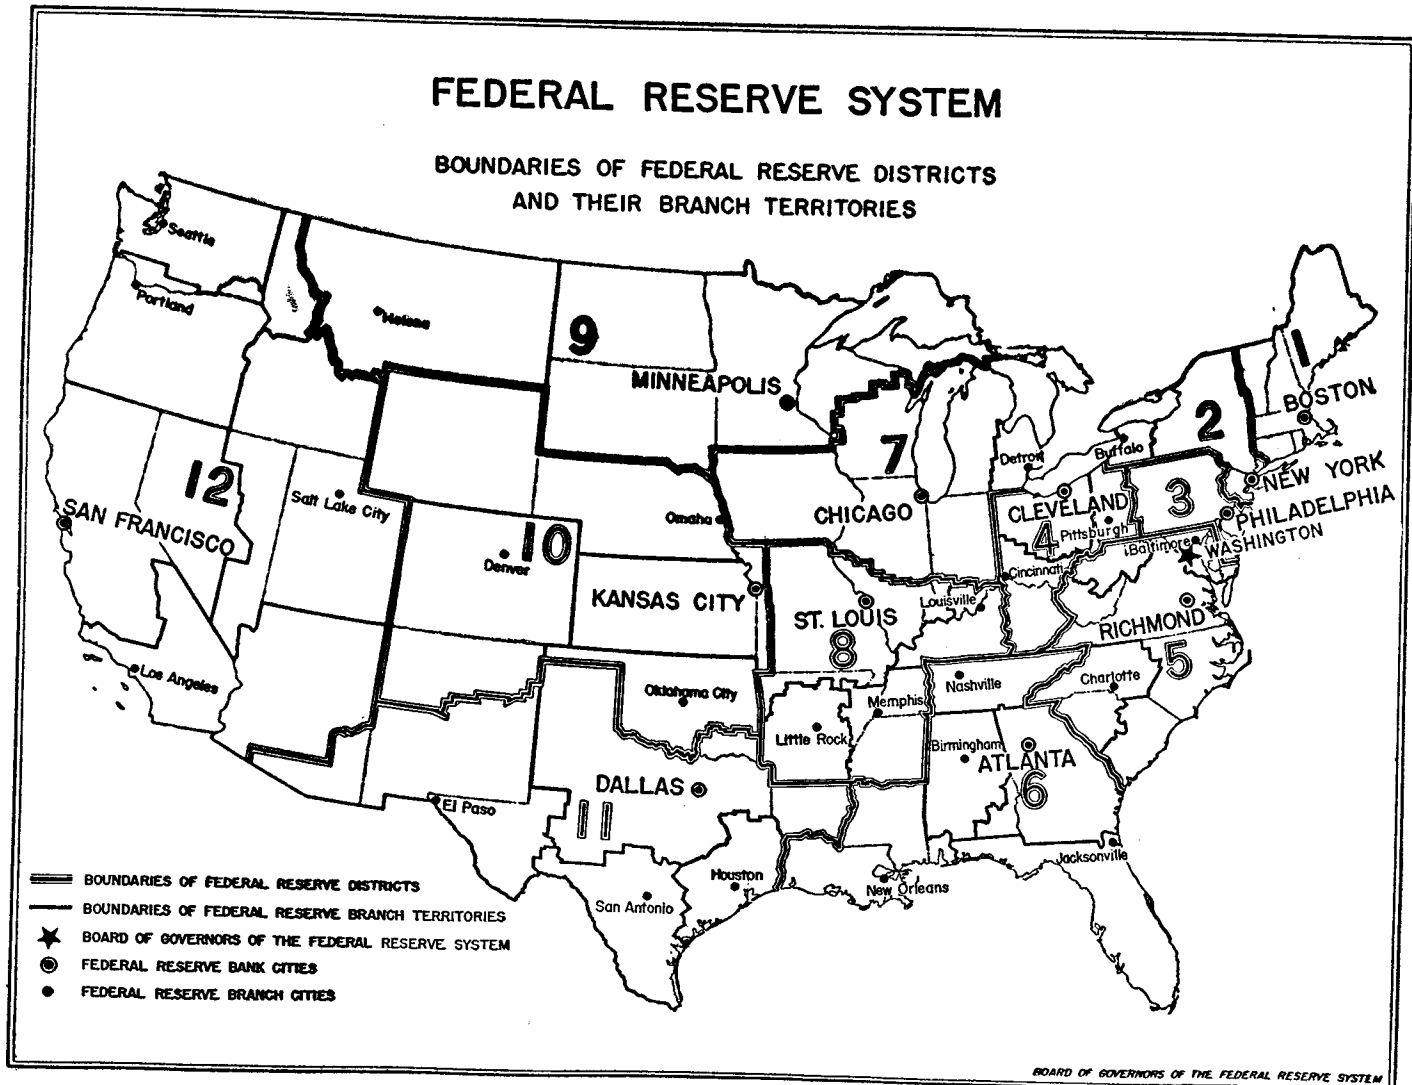 FEDERAL RESERVE SYSTEM
BOUNDARIES OF FEDERAL RESERVE DISTRICTS
AND THEIR BRANCH TERRITORIES
Seattle
Portland
Helena
9
MINNEAPOLIS
1
BOSTON
2
Buffalo
NEW YORK
7
Detroit
12
Salt Lake City
SAN FRANCISCO
Omaha
CHICAGO
CLEVELAND
4
Pittsburgh
3
PHILADELPHIA
Baltimore
WASHINGTON
10
Denver
Cincinnati
KANSAS CITY
ST. LOUIS
8
Louisville
RICHMOND
5
Los Angeles
Oklahoma City
Nashville
Charlotte
Memphis
Little Rock
Birmingham
ATLANTA
6
DALLAS
11
El Paso
Jacksonville
Houston
New Orleans
San Antonio
BOUNDARIES OF FEDERAL RESERVE DISTRICTS
BOUNDARIES OF FEDERAL RESERVE BRANCH TERRITORIES
BOARD OF GOVERNORS OF THE FEDERAL RESERVE SYSTEM
FEDERAL RESERVE BANK CITIES
FEDERAL RESERVE BRANCH CITIES
BOARD OF GOVERNORS OF THE FEDERAL RESERVE SYSTEM